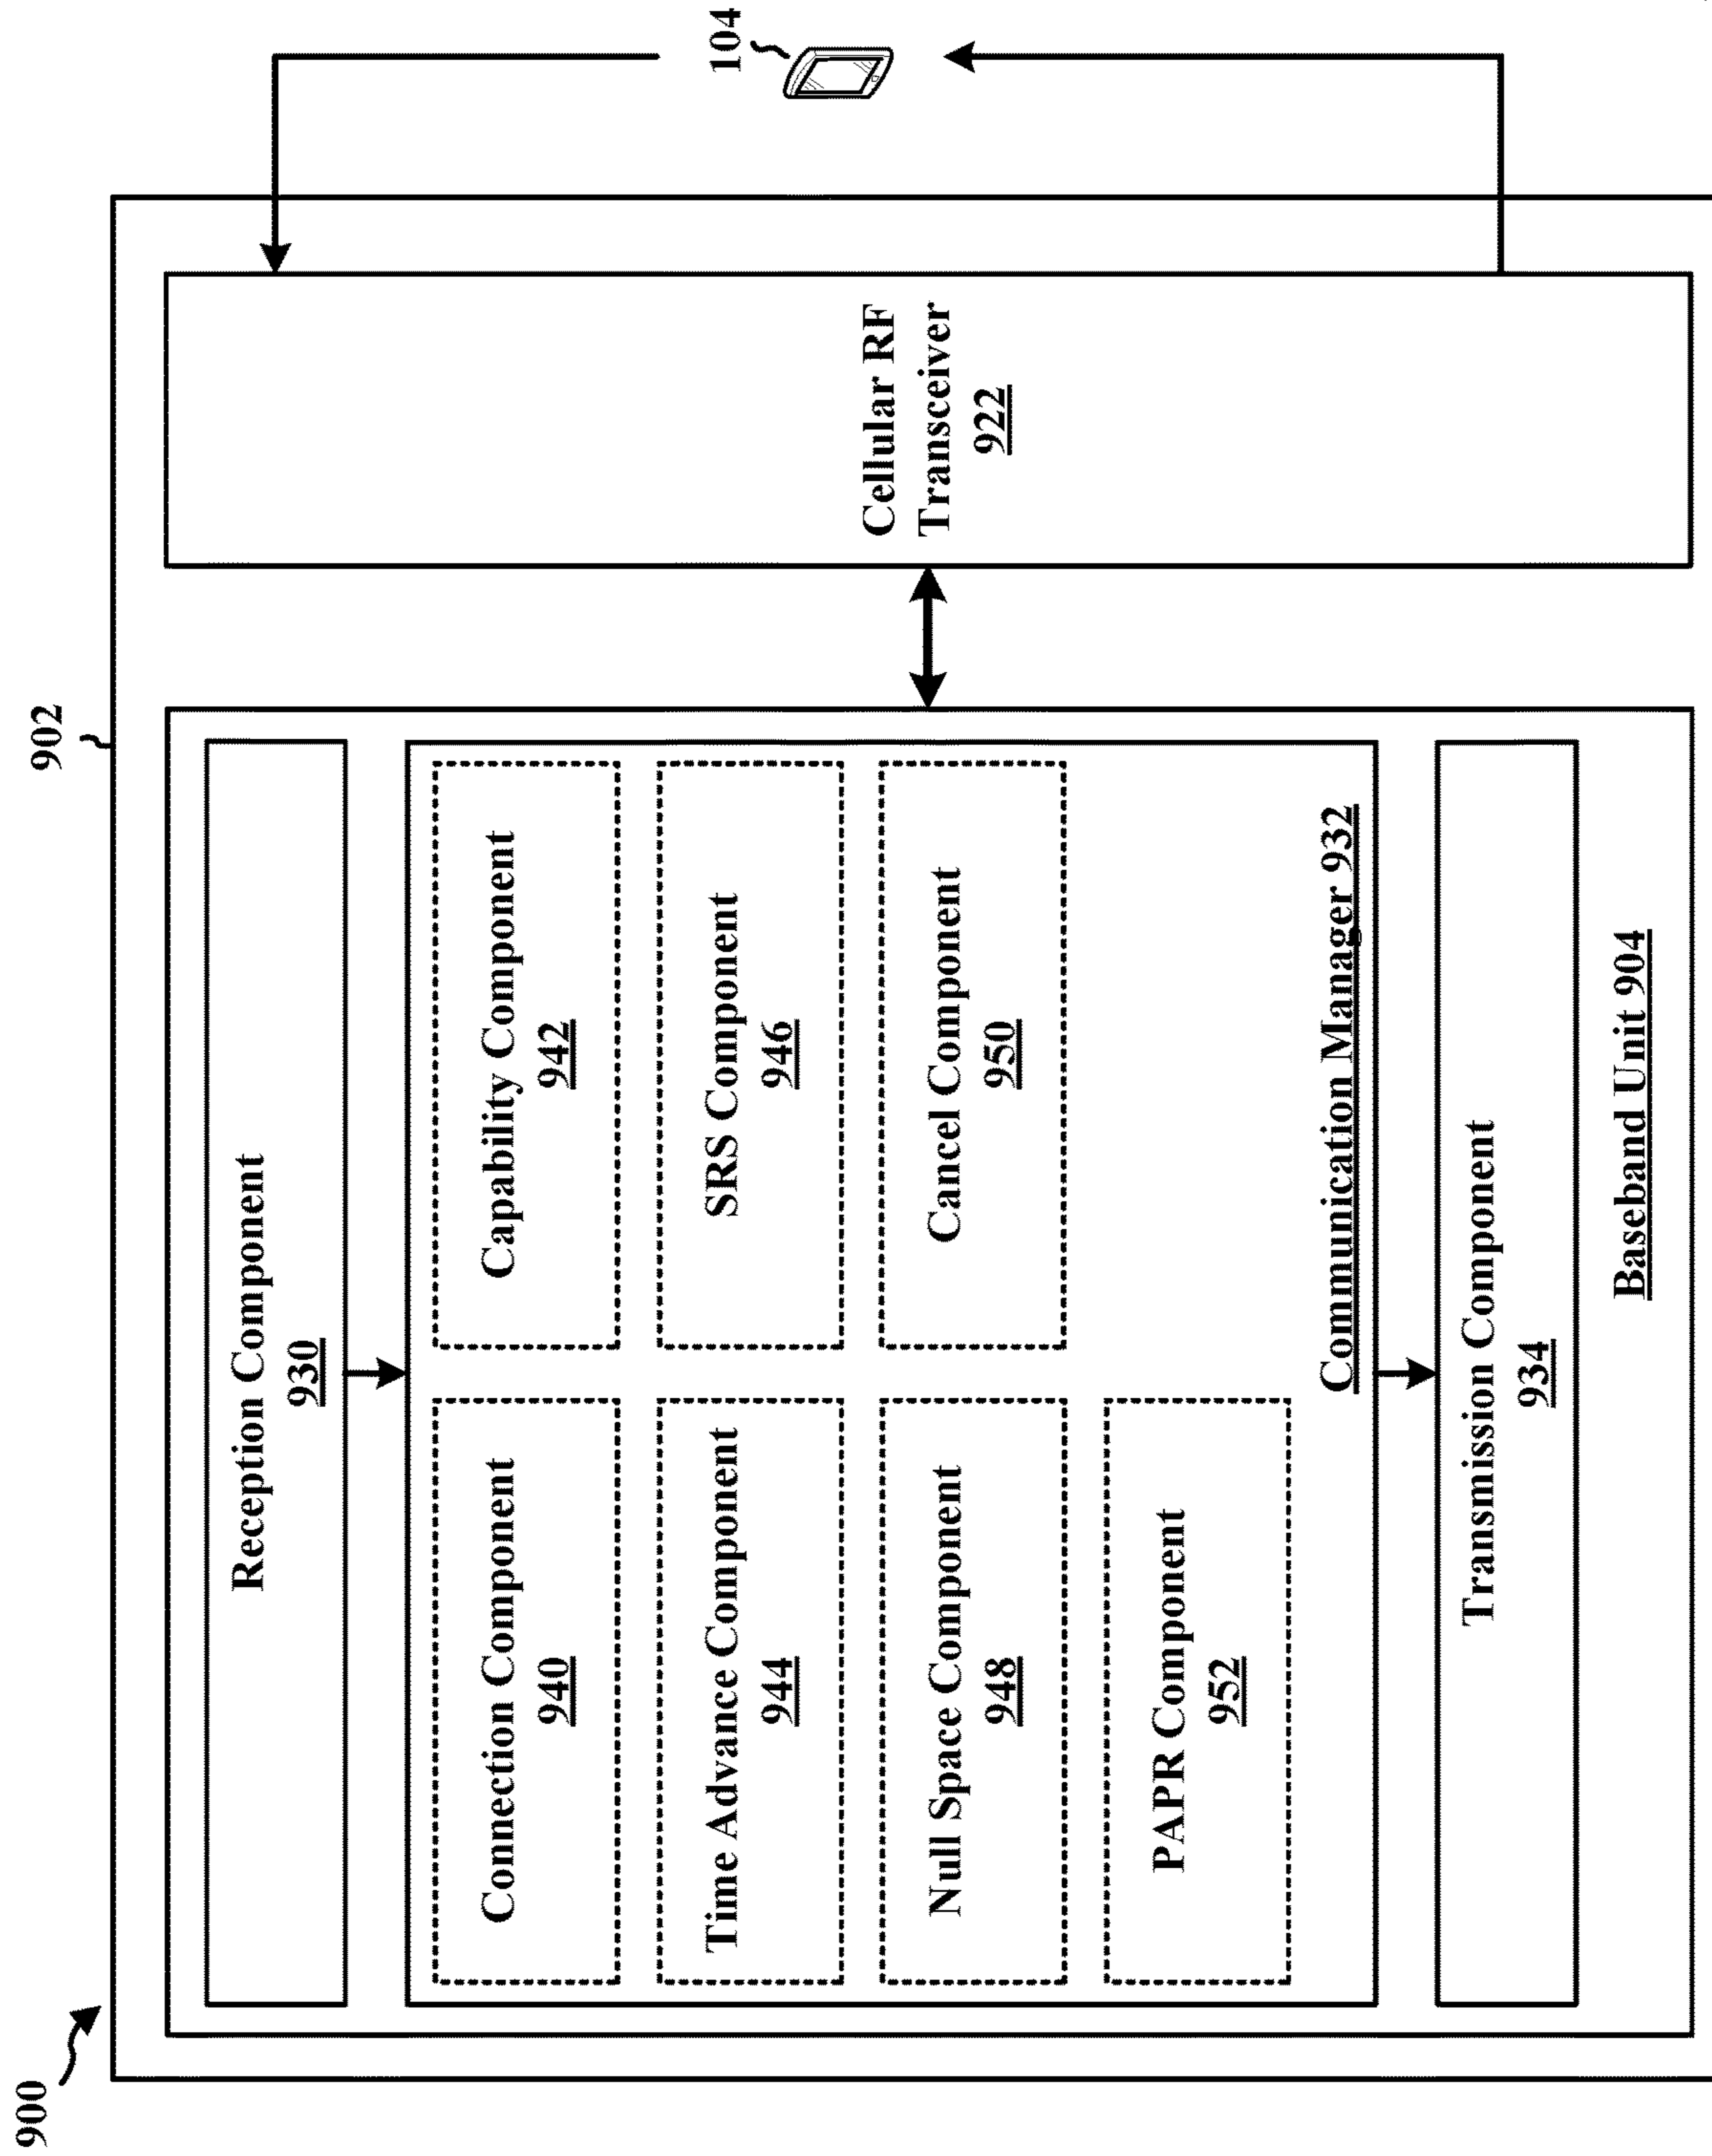 900
902
Reception Component
930
Connection Component
940
Capability Component
942
Time Advance Component
944
SRS Component
946
Null Space Component
948
Cancel Component
950
PAPR Component
952
Communication Manager 932
Transmission Component
934
Baseband Unit 904
Cellular RF
Transceiver
922
104